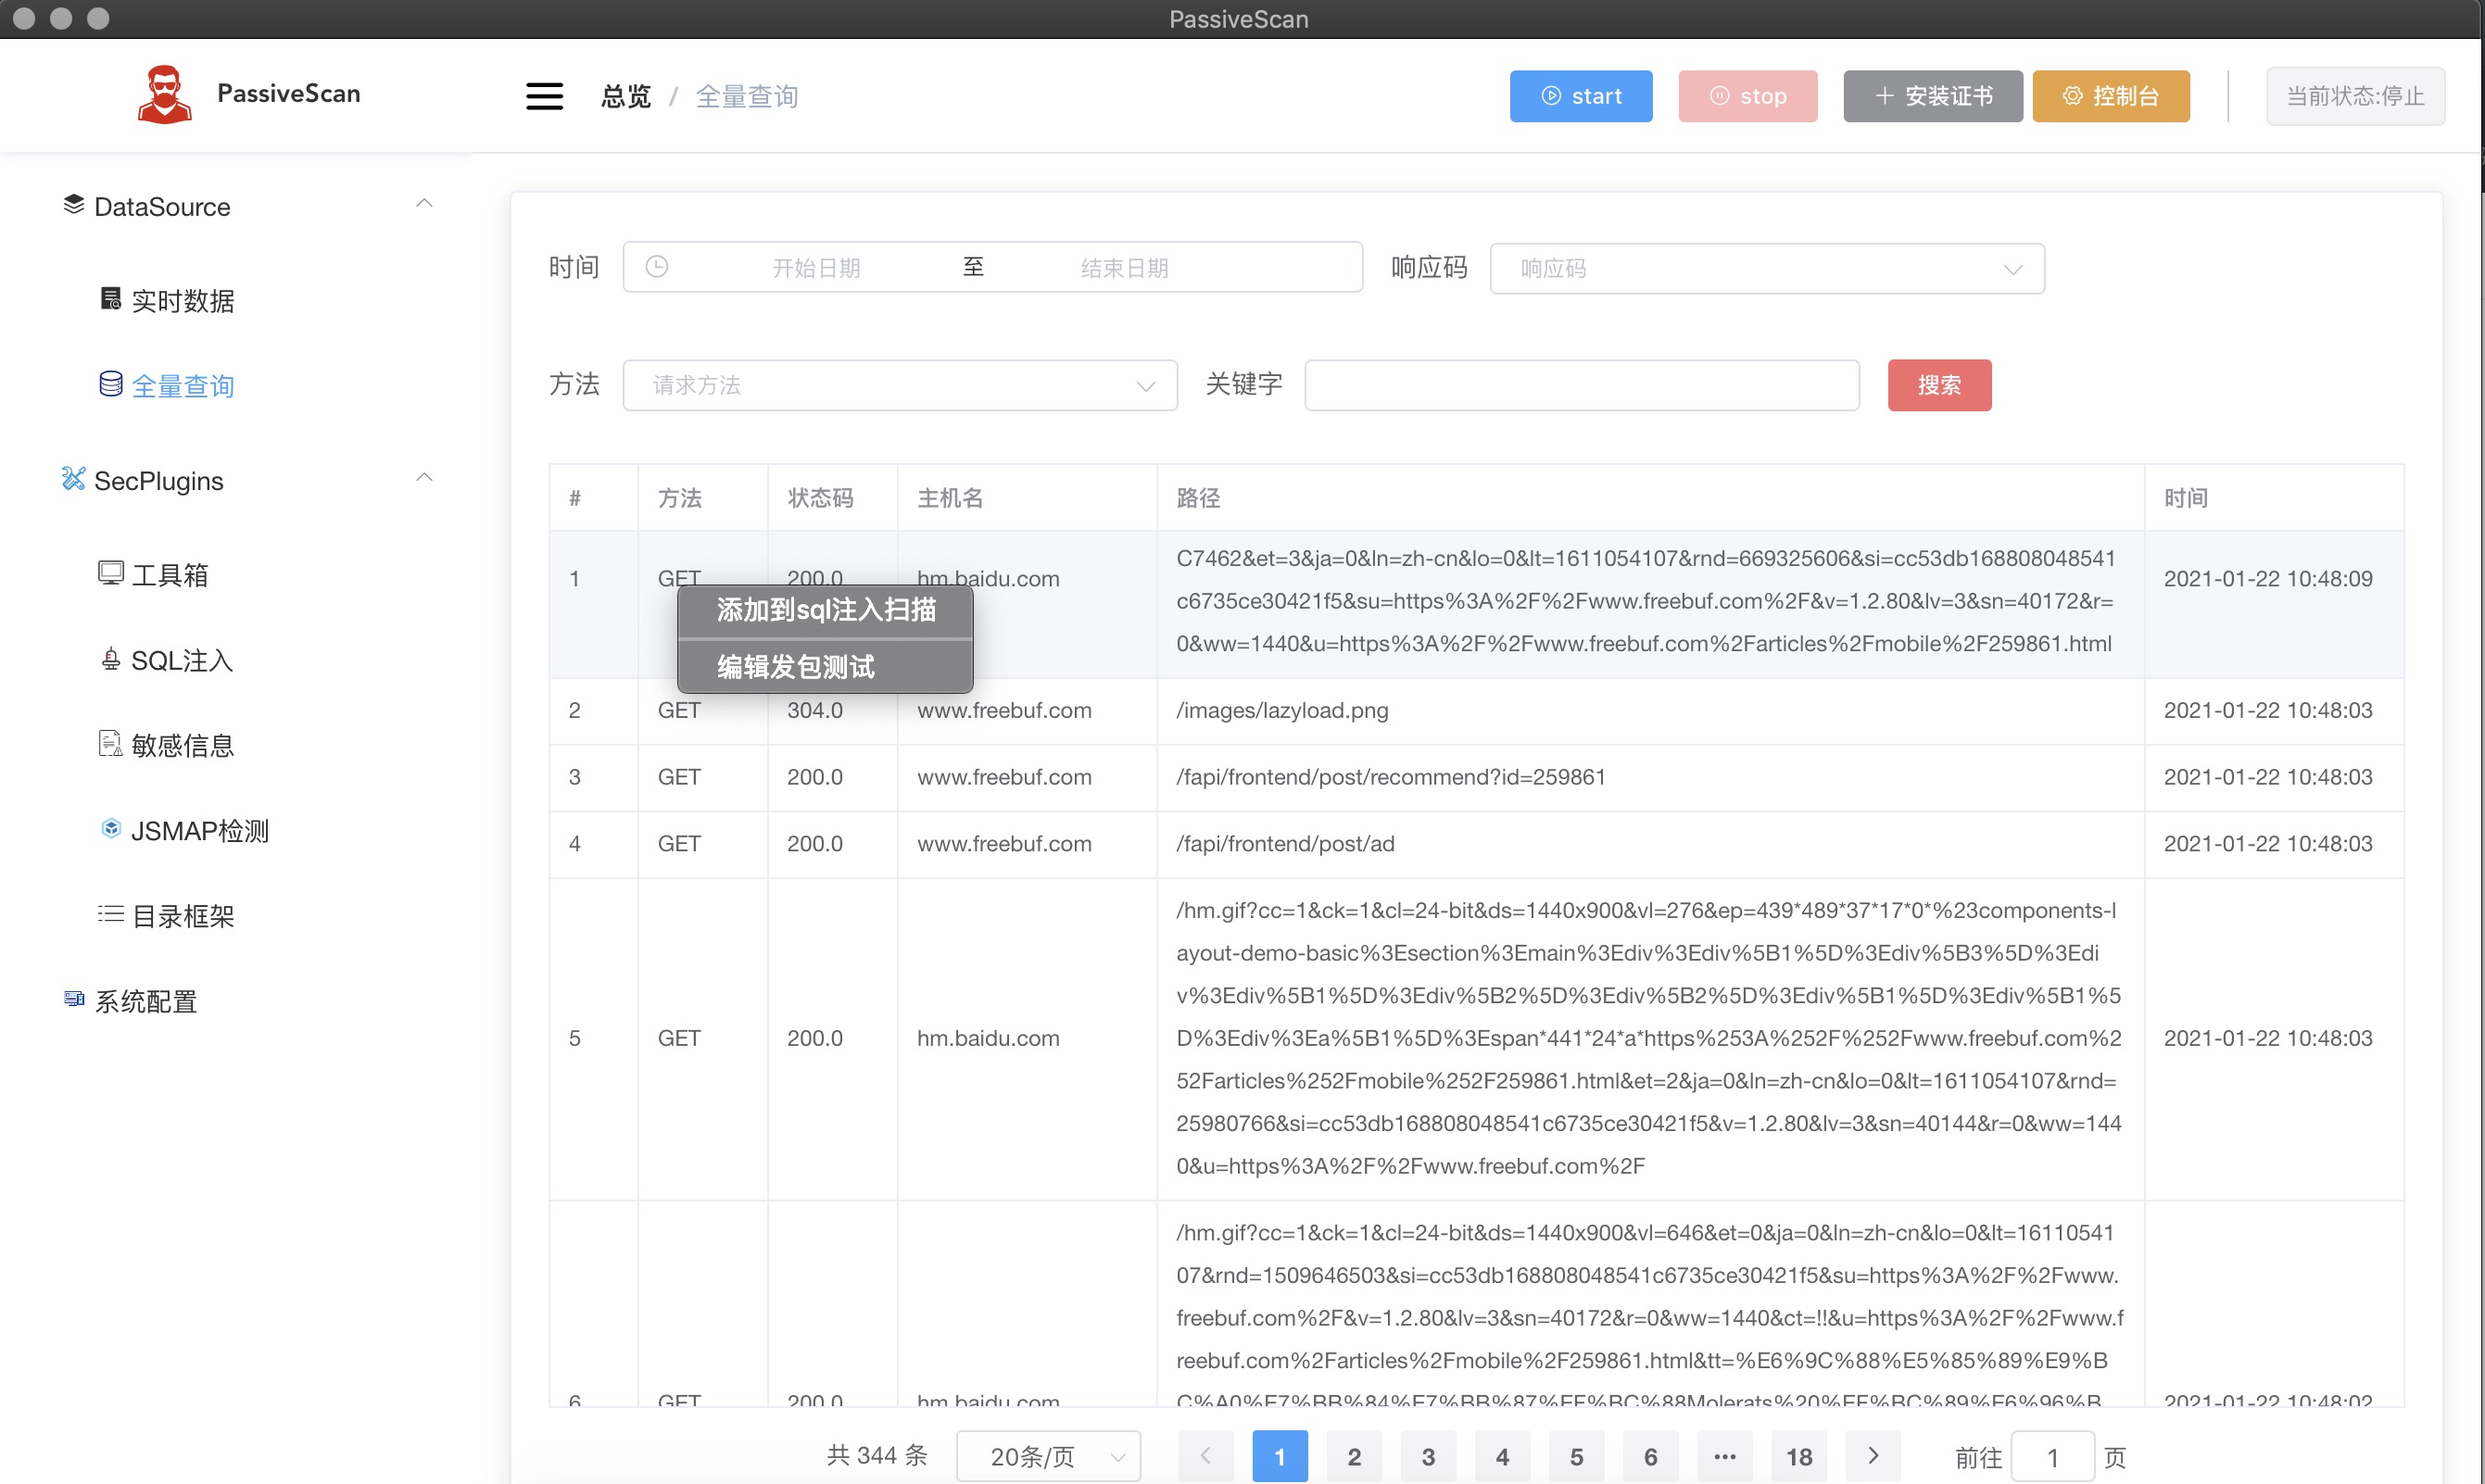 PassiveScan
PassiveScan
总览 / 全量查询
start
stop
安装证书
控制台
当前状态:停止
DataSource
实时数据
全量查询
SecPlugins
工具箱
SQL注入
敏感信息
JSMAP检测
目录框架
系统配置
时间 开始日期 至 结束日期 响应码 响应码
方法 请求方法 关键字 搜索
# 方法 状态码 主机名 路径 时间
C7462&et=3&ja=0&ln=zh-cn&lo=0&lt=1611054107&rnd=669325606&si=cc53db168808048541
1 GET 200.0 hm.baidu.com 2021-01-22 10:48:09
c6735ce30421f5&su=https%3A%2F%2Fwww.freebuf.com%2F&v=1.2.80&lv=3&sn=40172&r=
0&ww=1440&u=https%3A%2F%2Fwww.freebuf.com%2Farticles%2Fmobile%2F259861.html
添加到sql注入扫描
编辑发包测试
2 GET 304.0 www.freebuf.com /images/lazyload.png 2021-01-22 10:48:03
3 GET 200.0 www.freebuf.com /fapi/frontend/post/recommend?id=259861 2021-01-22 10:48:03
4 GET 200.0 www.freebuf.com /fapi/frontend/post/ad 2021-01-22 10:48:03
/hm.gif?cc=1&ck=1&cl=24-bit&ds=1440x900&vl=276&ep=439*489*37*17*0*%23components-l
ayout-demo-basic%3Esection%3Emain%3Ediv%3Ediv%5B1%5D%3Ediv%5B3%5D%3Edi
v%3Ediv%5B1%5D%3Ediv%5B2%5D%3Ediv%5B2%5D%3Ediv%5B1%5D%3Ediv%5B1%5
5 GET 200.0 hm.baidu.com D%3Ediv%3Ea%5B1%5D%3Espan*441*24*a*https%253A%252F%252Fwww.freebuf.com%2 2021-01-22 10:48:03
52Farticles%252Fmobile%252F259861.html&et=2&ja=0&ln=zh-cn&lo=0&lt=1611054107&rnd=
25980766&si=cc53db168808048541c6735ce30421f5&v=1.2.80&lv=3&sn=40144&r=0&ww=144
0&u=https%3A%2F%2Fwww.freebuf.com%2F
/hm.gif?cc=1&ck=1&cl=24-bit&ds=1440x900&vl=646&et=0&ja=0&ln=zh-cn&lo=0&lt=16110541
07&rnd=1509646503&si=cc53db168808048541c6735ce30421f5&su=https%3A%2F%2Fwww.
freebuf.com%2F&v=1.2.80&lv=3&sn=40172&r=0&ww=1440&ct=!!&u=https%3A%2F%2Fwww.f
reebuf.com%2Farticles%2Fmobile%2F259861.html&tt=%E6%9C%88%E5%85%89%E9%B
6 GET 200.0 hm.baidu.com C%A0%E7%BB%84%E7%BB%87%EF%BC%88Molerats%20%EF%BC%89%E6%96%B 2021-01-22 10:48:02
共 344 条 20条/页 1 2 3 4 5 6 ··· 18 前往 1 页